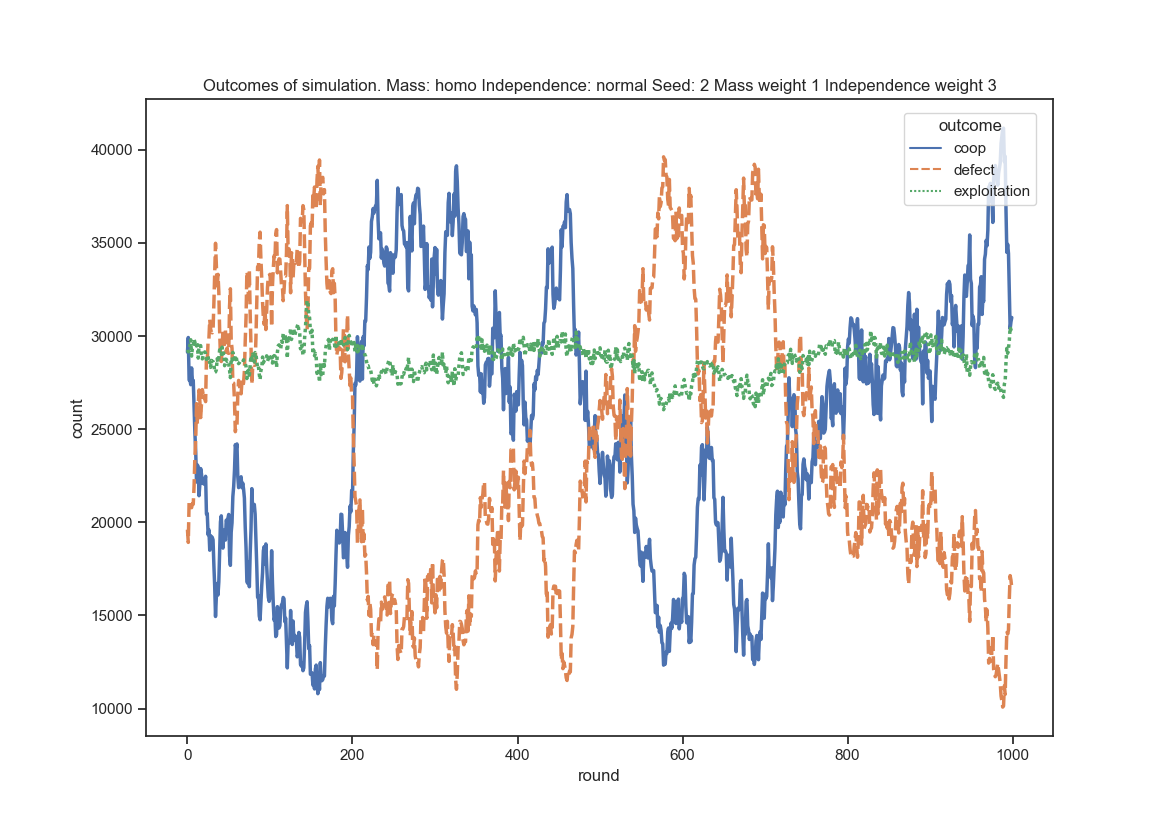 Outcomes of simulation. Mass: homo Independence: normal Seed: 2 Mass weight 1 Independence weight 3
outcome
coop
defect
exploitation
count
40000
35000
30000
25000
20000
15000
10000
0
200
400
600
800
1000
round